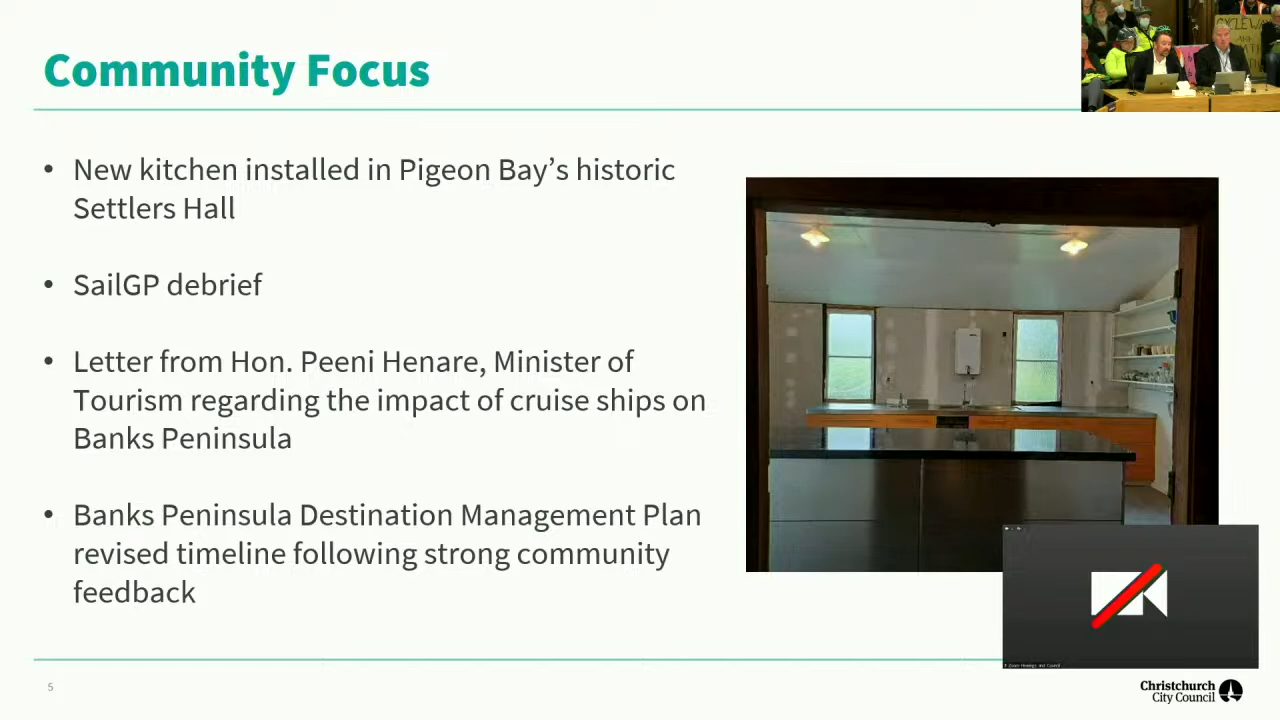 Community Focus
CYCLEWAYS
ARE
• New kitchen installed in Pigeon Bay’s historic
Settlers Hall
• SailGP debrief
• Letter from Hon. Peeni Henare, Minister of
Tourism regarding the impact of cruise ships on
Banks Peninsula
• Banks Peninsula Destination Management Plan
revised timeline following strong community
feedback
5
Christchurch
City Council